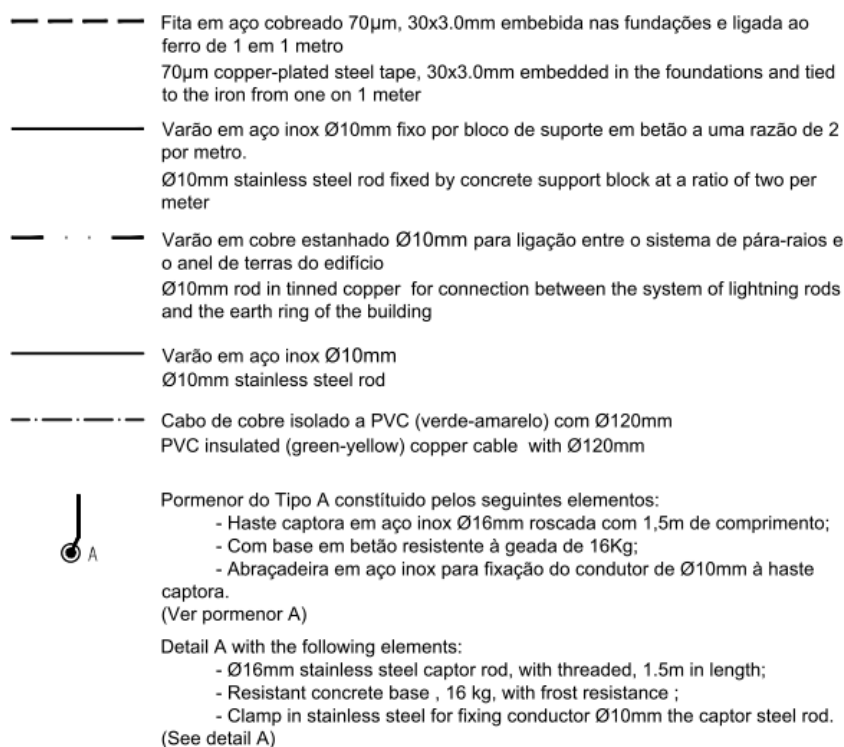 Fita em aço cobreado 70µm, 30x3.0mm embebida nas fundações e ligada ao
ferro de 1 em 1 metro
70µm copper-plated steel tape, 30x3.0mm embedded in the foundations and tied
to the iron from one on 1 meter
Varão em aço inox Ø10mm fixo por bloco de suporte em betão a uma razão de 2
por metro.
Ø10mm stainless steel rod fixed by concrete support block at a ratio of two per
meter
Varão em cobre estanhado Ø10mm para ligação entre o sistema de pára-raios e
o anel de terras do edifício
Ø10mm rod in tinned copper for connection between the system of lightning rods
and the earth ring of the building
Varão em aço inox Ø10mm
Ø10mm stainless steel rod
Cabo de cobre isolado a PVC (verde-amarelo) com Ø120mm
PVC insulated (green-yellow) copper cable with Ø120mm
A
Pormenor do Tipo A constítuido pelos seguintes elementos:
- Haste captora em aço inox Ø16mm roscada com 1,5m de comprimento;
- Com base em betão resistente à geada de 16Kg;
- Abraçadeira em aço inox para fixação do condutor de Ø10mm à haste
captora.
(Ver pormenor A)
Detail A with the following elements:
- Ø16mm stainless steel captor rod, with threaded, 1.5m in length;
- Resistant concrete base , 16 kg, with frost resistance ;
- Clamp in stainless steel for fixing conductor Ø10mm the captor steel rod.
(See detail A)